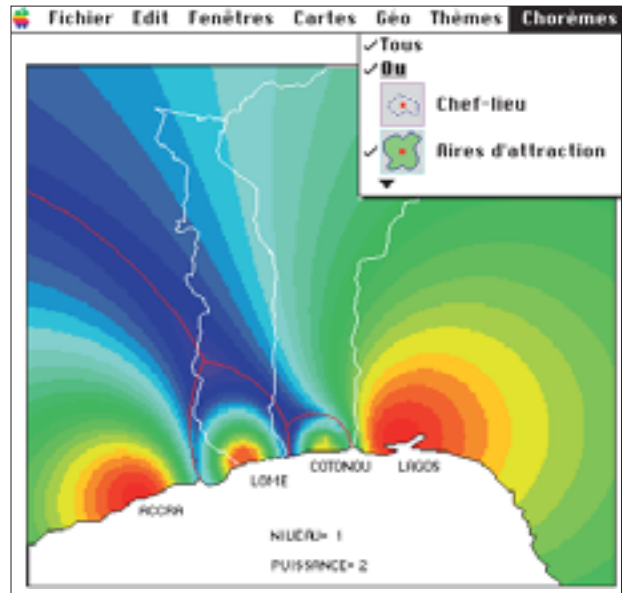 Fichier Edit Fenêtres Cartes Géo Thèmes Chorèmes
Tous
Ou
Chef-lieu
Aires d'attraction
COTONOU LAGOS
LOME
ACCRA
NIVEAU= 1
PUISSANCE= 2